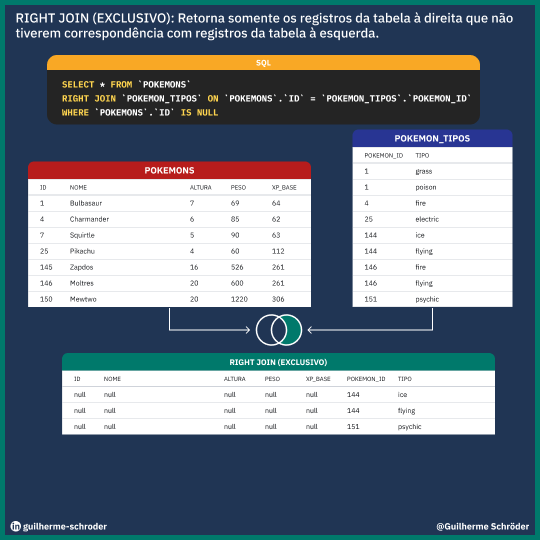 RIGHT JOIN (EXCLUSIVO): Retorna somente os registros da tabela à direita que não
tiverem correspondência com registros da tabela à esquerda.
SQL
SELECT * FROM `POKEMONS`
RIGHT JOIN `POKEMON_TIPOS` ON `POKEMONS`.`ID` = `POKEMON_TIPOS`.`POKEMON_ID`
WHERE `POKEMONS`.`ID` IS NULL
POKEMONS
ID NOME ALTURA PESO XP_BASE
1 Bulbasaur 7 69 64
4 Charmander 6 85 62
7 Squirtle 5 90 63
25 Pikachu 4 60 112
145 Zapdos 16 526 261
146 Moltres 20 600 261
150 Mewtwo 20 1220 306
POKEMON_TIPOS
POKEMON_ID TIPO
1 grass
1 poison
4 fire
25 electric
144 ice
144 flying
146 fire
146 flying
151 psychic
RIGHT JOIN (EXCLUSIVO)
ID NOME ALTURA PESO XP_BASE POKEMON_ID TIPO
null null null null null 144 ice
null null null null null 144 flying
null null null null null 151 psychic
in guilherme-schroder
@Guilherme Schröder